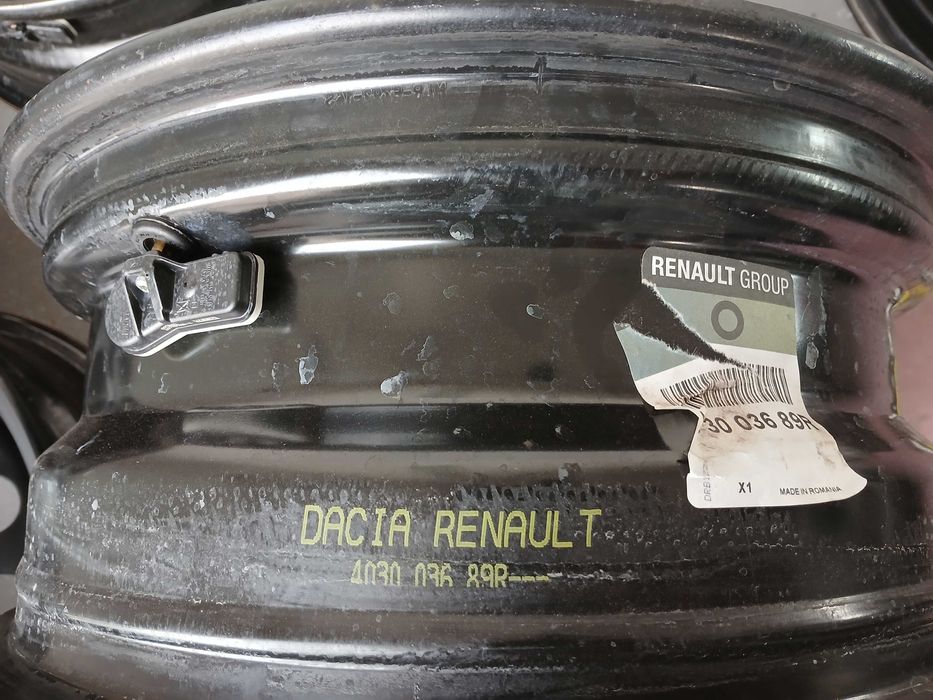 RENAULT GROUP
30 036 89R
X1
MADE IN ROMANIA
DACIA RENAULT
4030 036 89R---